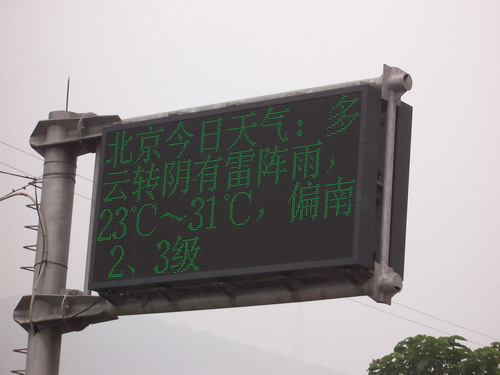 北京今日天气：多
云转阴有雷阵雨，
23℃～31℃，偏南
2、3级